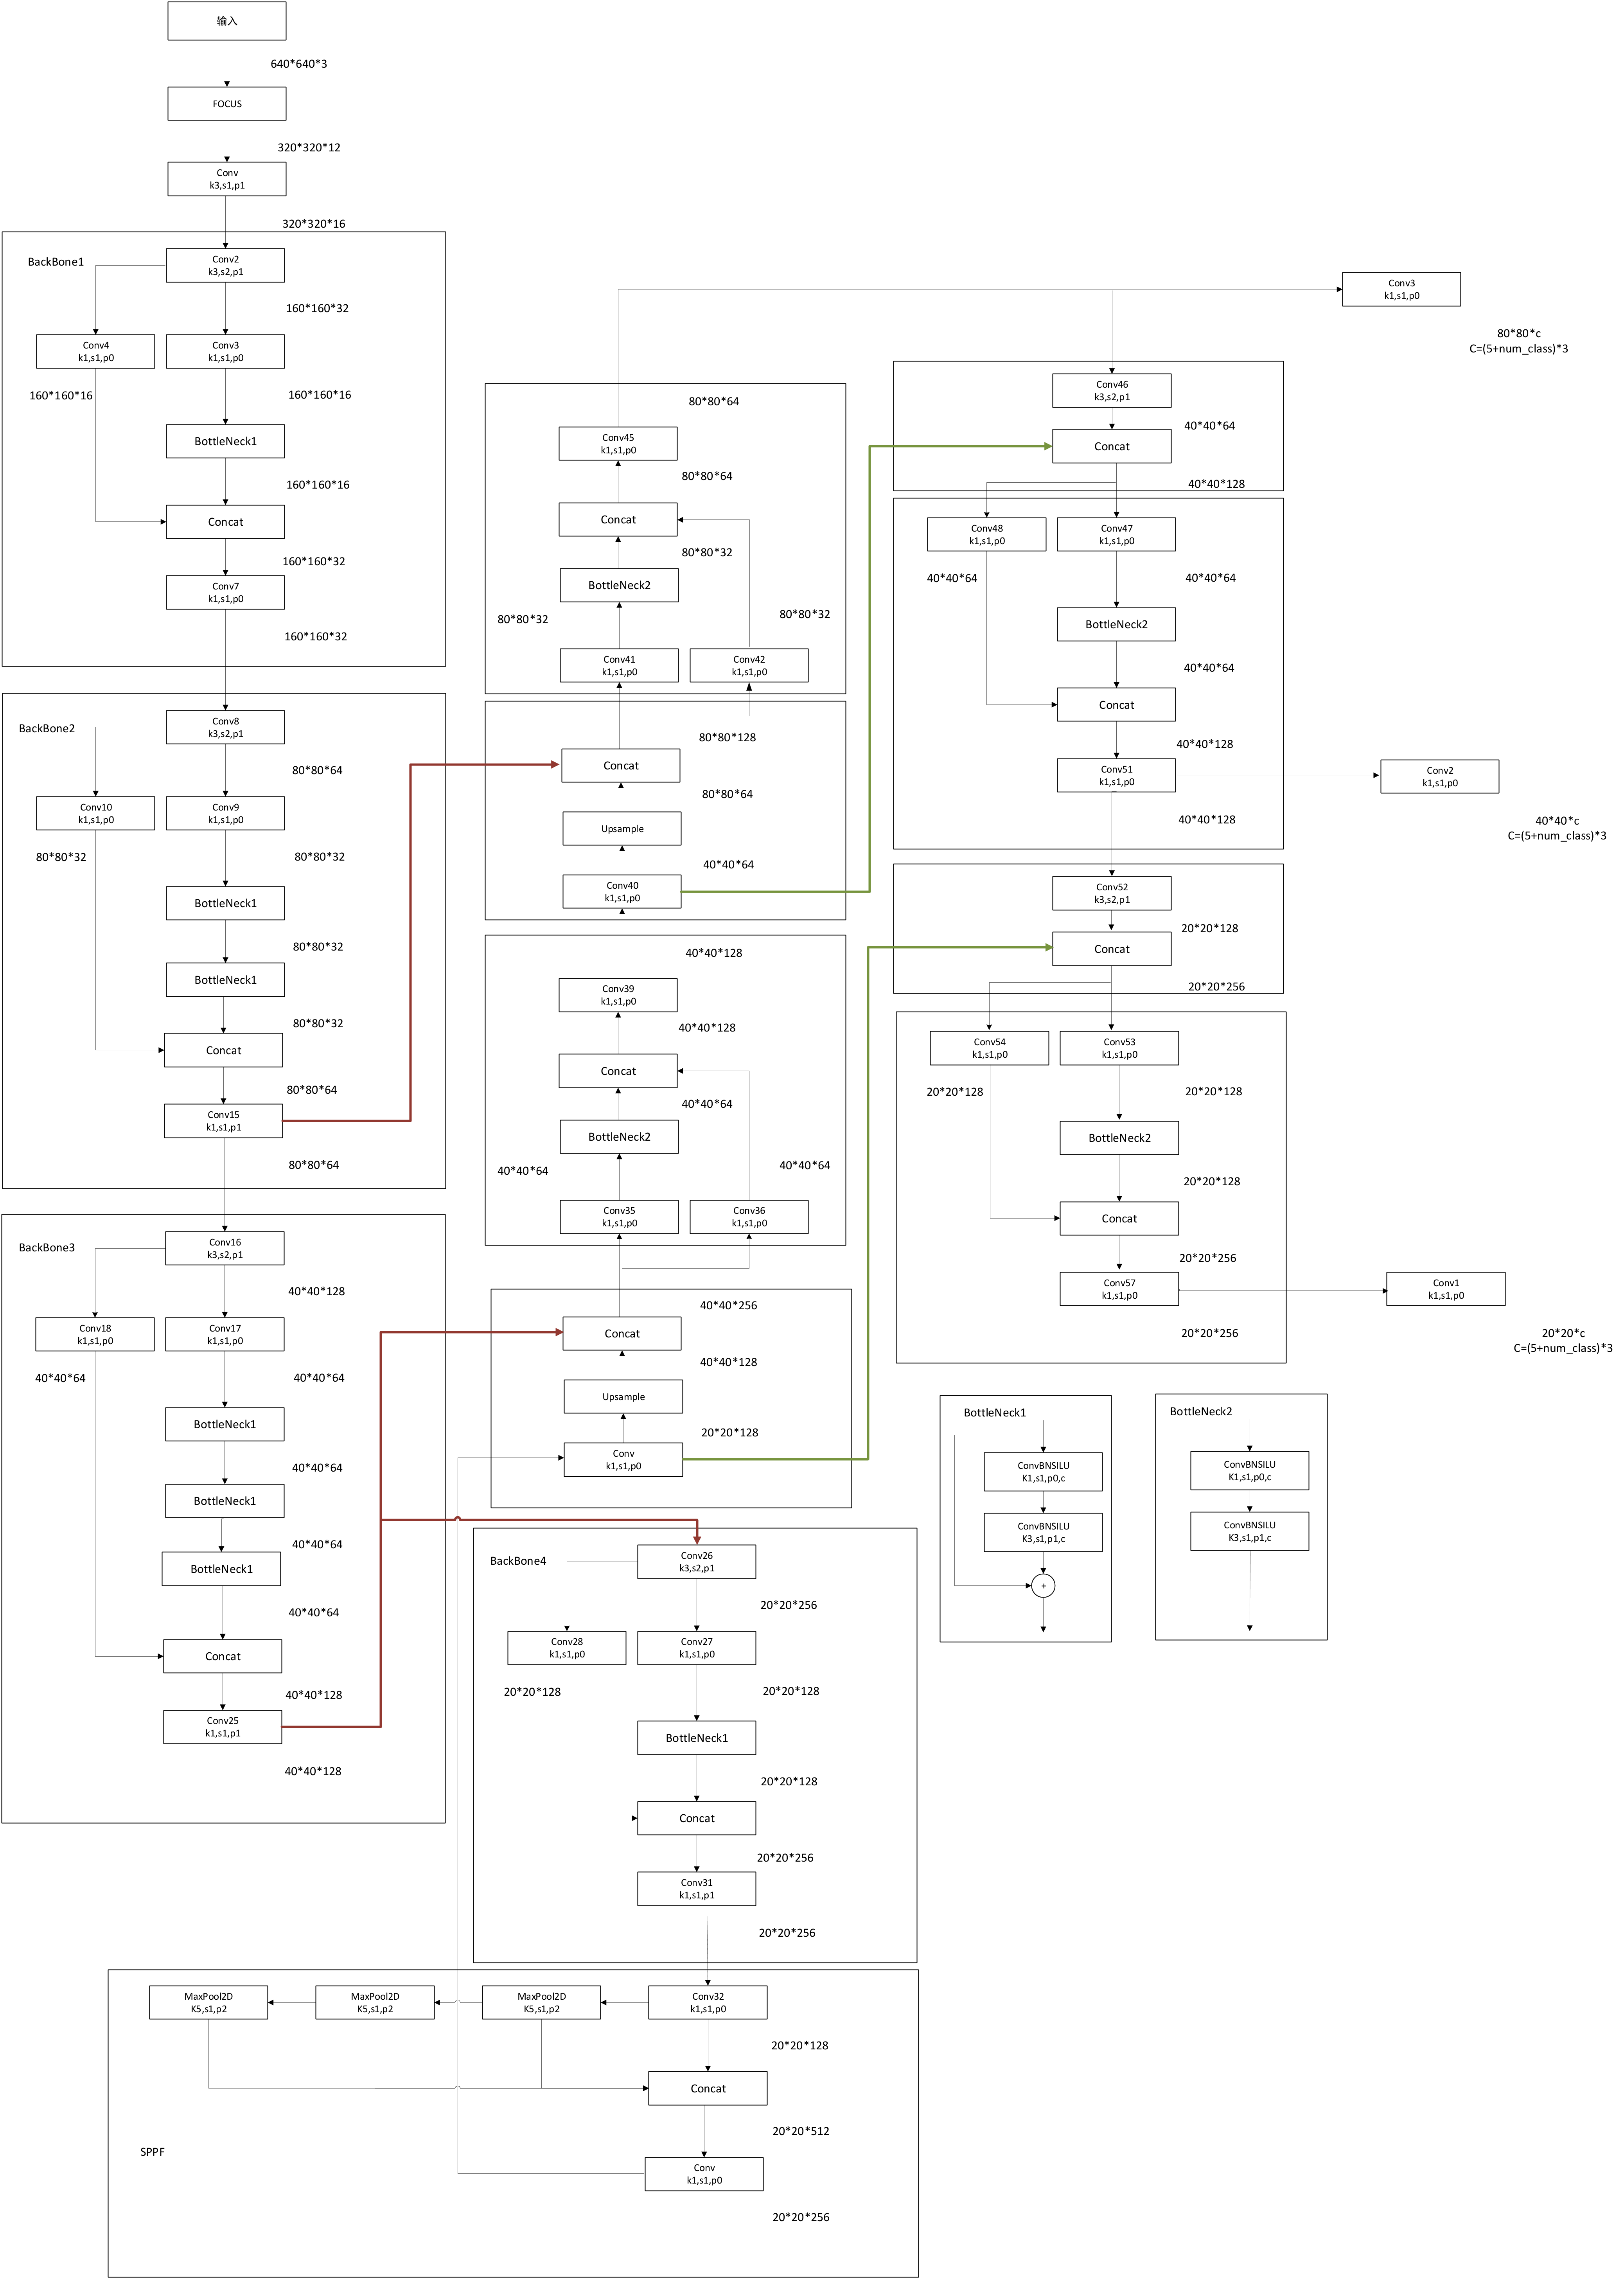 输入
640*640*3
FOCUS
320*320*12
Conv
k3,s1,p1
320*320*16
BackBone1
Conv2
k3,s2,p1
160*160*32
Conv4
k1,s1,p0
Conv3
k1,s1,p0
160*160*16
160*160*16
BottleNeck1
160*160*16
Concat
160*160*32
Conv7
k1,s1,p0
160*160*32
BackBone2
Conv8
k3,s2,p1
80*80*64
Conv10
k1,s1,p0
Conv9
k1,s1,p0
80*80*32
80*80*32
BottleNeck1
80*80*32
BottleNeck1
80*80*32
Concat
80*80*64
Conv15
k1,s1,p1
80*80*64
BackBone3
Conv16
k3,s2,p1
40*40*128
Conv18
k1,s1,p0
Conv17
k1,s1,p0
40*40*64
40*40*64
BottleNeck1
40*40*64
BottleNeck1
40*40*64
BottleNeck1
40*40*64
Concat
40*40*128
Conv25
k1,s1,p1
40*40*128
80*80*64
Conv45
k1,s1,p0
80*80*64
Concat
80*80*32
BottleNeck2
80*80*32
80*80*32
Conv41
k1,s1,p0
Conv42
k1,s1,p0
80*80*128
Concat
80*80*64
Upsample
40*40*64
Conv40
k1,s1,p0
40*40*128
Conv39
k1,s1,p0
40*40*128
Concat
40*40*64
BottleNeck2
40*40*64
40*40*64
Conv35
k1,s1,p0
Conv36
k1,s1,p0
40*40*256
Concat
40*40*128
Upsample
20*20*128
Conv
k1,s1,p0
BackBone4
Conv26
k3,s2,p1
20*20*256
Conv28
k1,s1,p0
Conv27
k1,s1,p0
20*20*128
20*20*128
BottleNeck1
20*20*128
Concat
20*20*256
Conv31
k1,s1,p1
20*20*256
MaxPool2D
K5,s1,p2
MaxPool2D
K5,s1,p2
MaxPool2D
K5,s1,p2
Conv32
k1,s1,p0
20*20*128
Concat
20*20*512
SPPF
Conv
k1,s1,p0
20*20*256
Conv3
k1,s1,p0
80*80*c
C=(5+num_class)*3
Conv46
k3,s2,p1
40*40*64
Concat
40*40*128
Conv48
k1,s1,p0
Conv47
k1,s1,p0
40*40*64
40*40*64
BottleNeck2
40*40*64
Concat
40*40*128
Conv51
k1,s1,p0
Conv2
k1,s1,p0
40*40*128
40*40*c
C=(5+num_class)*3
Conv52
k3,s2,p1
20*20*128
Concat
20*20*256
Conv54
k1,s1,p0
Conv53
k1,s1,p0
20*20*128
20*20*128
BottleNeck2
20*20*128
Concat
20*20*256
Conv57
k1,s1,p0
Conv1
k1,s1,p0
20*20*256
20*20*c
C=(5+num_class)*3
BottleNeck1
ConvBNSILU
K1,s1,p0,c
ConvBNSILU
K3,s1,p1,c
+
BottleNeck2
ConvBNSILU
K1,s1,p0,c
ConvBNSILU
K3,s1,p1,c